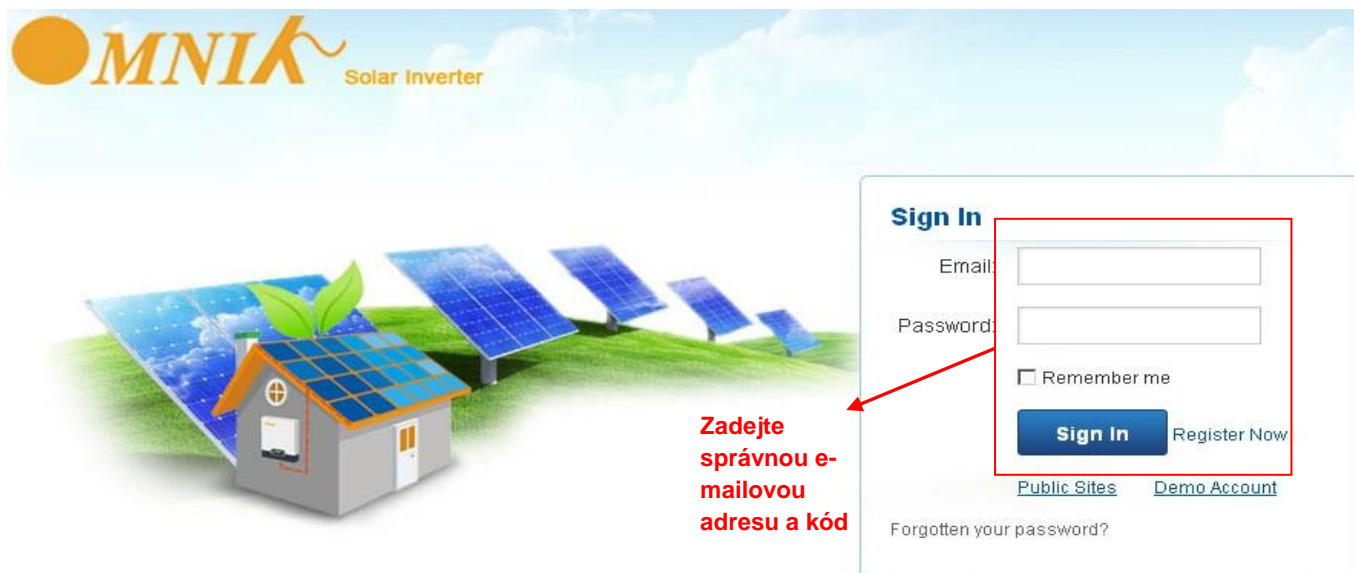 OMNIK Solar Inverter
Sign In
Email:
Password:
Remember me
Sign In Register Now
Public Sites Demo Account
Forgotten your password?
Zadejte
správnou e-
mailovou
adresu a kód